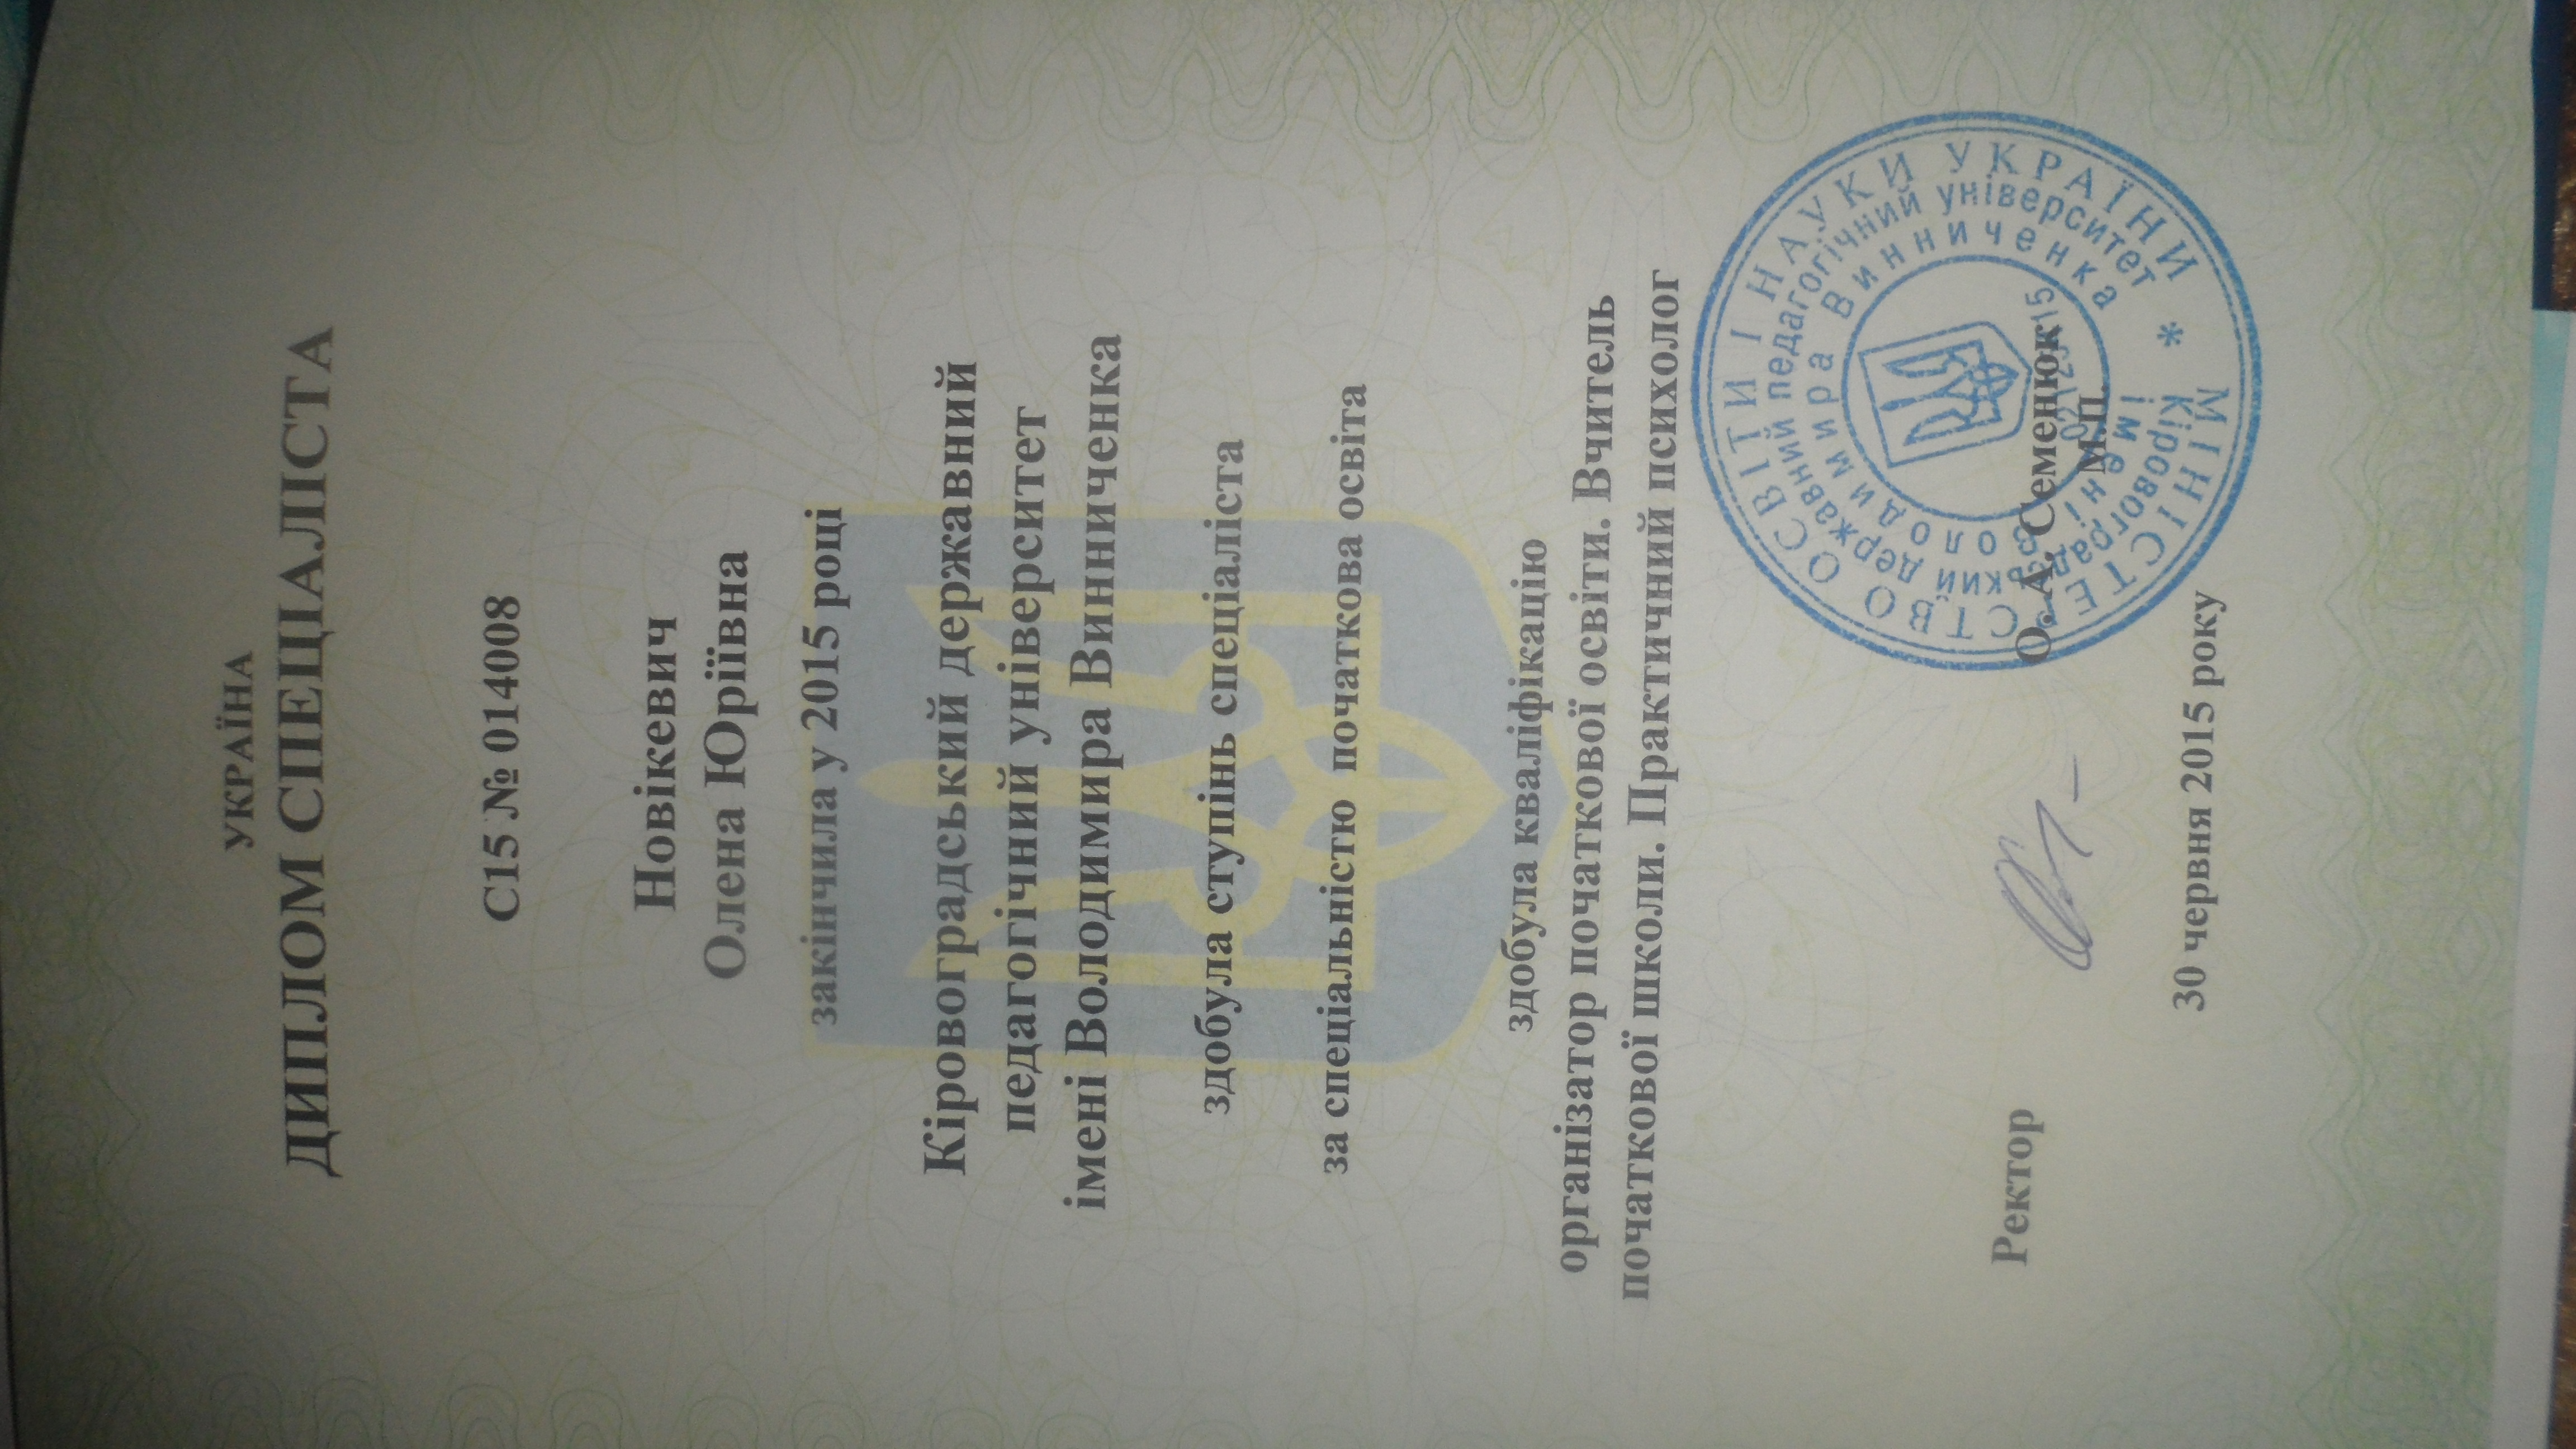 УКРАЇНА
ДИПЛОМ СПЕЦІАЛІСТА
С15 № 014008
Новікевич
Олена Юріївна
закінчила у 2015 році
Кіровоградський державний
педагогічний університет
імені Володимира Винниченка
здобула ступінь спеціаліста
за спеціальністю початкова освіта
здобула кваліфікацію
організатор початкової освіти. Вчитель
початкової школи. Практичний психолог
Ректор
О. А. Семенюк
М.П.
30 червня 2015 року
МІНІСТЕРСТВО ОСВІТИ І НАУКИ УКРАЇНИ *
Кіровоградський державний педагогічний університет
імені Володимира Винниченка